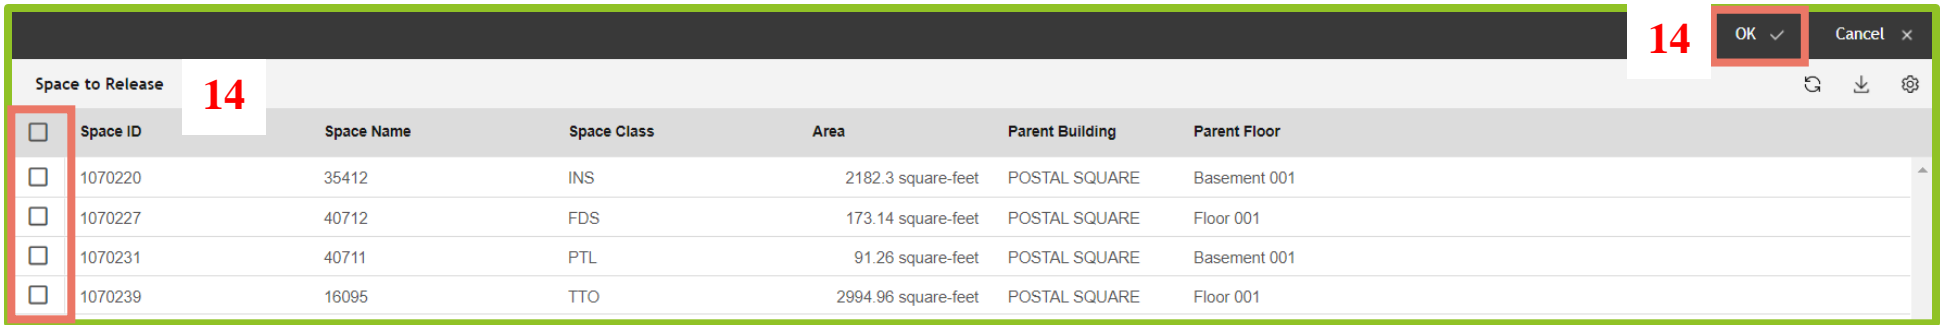 14 OK Cancel
Space to Release 14
Space ID Space Name Space Class Area Parent Building Parent Floor
1070220 35412 INS 2182.3 square-feet POSTAL SQUARE Basement 001
1070227 40712 FDS 173.14 square-feet POSTAL SQUARE Floor 001
1070231 40711 PTL 91.26 square-feet POSTAL SQUARE Basement 001
1070239 16095 TTO 2994.96 square-feet POSTAL SQUARE Floor 001